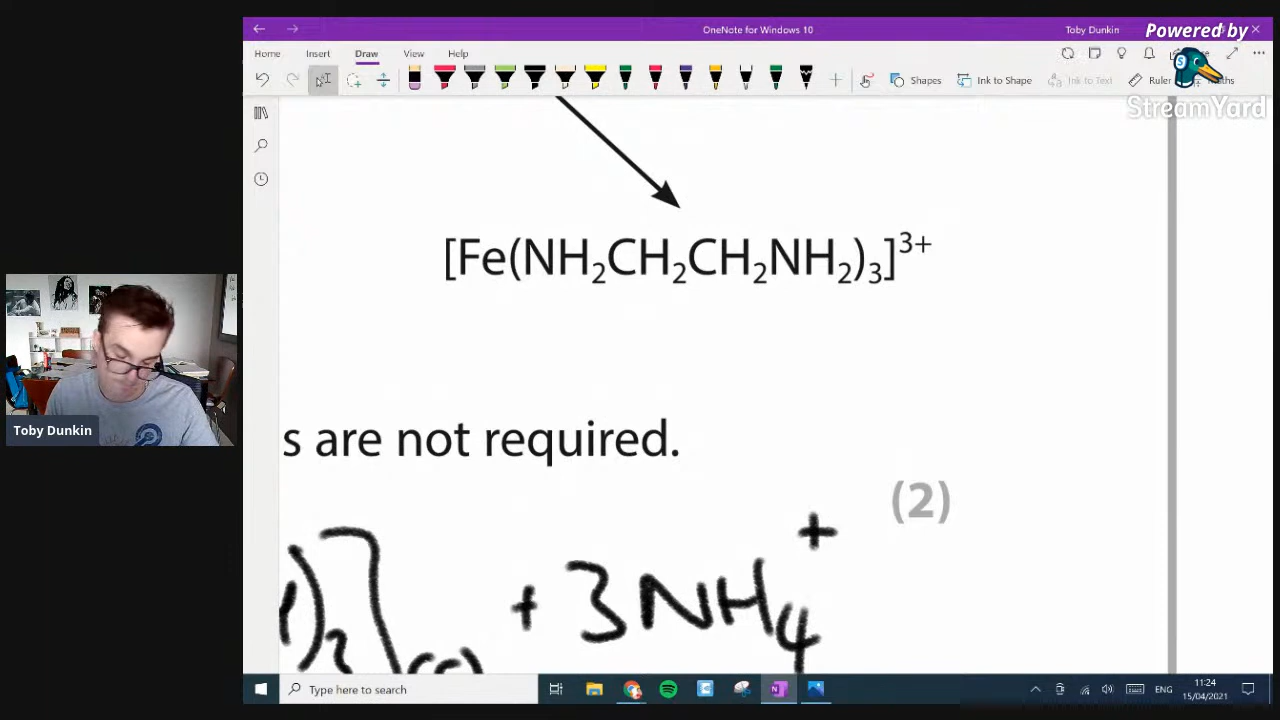 OneNote for Windows 10
Toby Dunkin
Powered by
StreamYard
Home Insert Draw View Help
Shapes Ink to Shape Ink to Text Ruler
[Fe(NH₂CH₂CH₂NH₂)₃]³⁺
s are not required.
(2)
)₂](s) + 3NH₄⁺
Toby Dunkin
Type here to search
ENG
11:24
15/04/2021